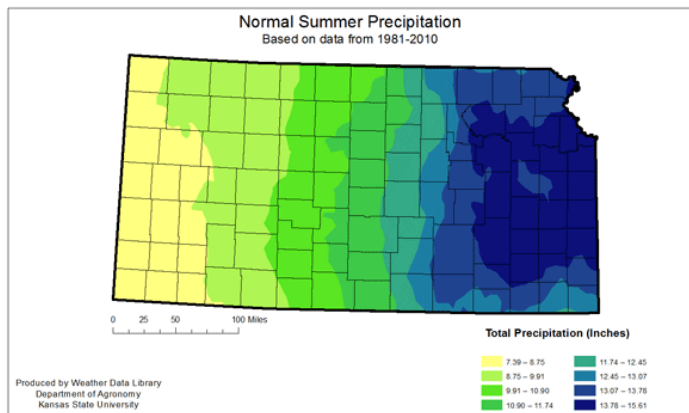 Normal Summer Precipitation
Based on data from 1981-2010
0 25 50 100 Miles
Total Precipitation (Inches)
7.39 – 8.75
8.75 – 9.91
9.91 – 10.90
10.90 – 11.74
11.74 – 12.45
12.45 – 13.07
13.07 – 13.78
13.78 – 15.61
Produced by Weather Data Library
Department of Agronomy
Kansas State University